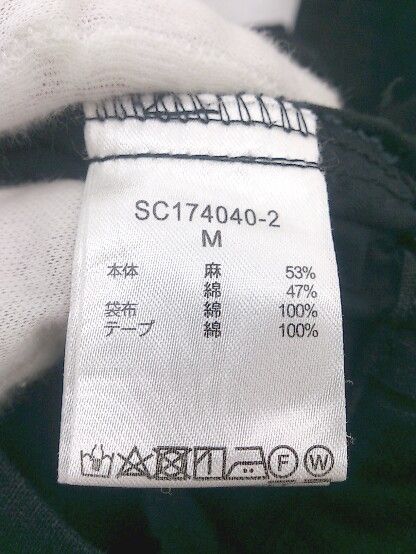 SC174040-2
M
本体 麻 53%
綿 47%
袋布 綿 100%
テープ 綿 100%
F W